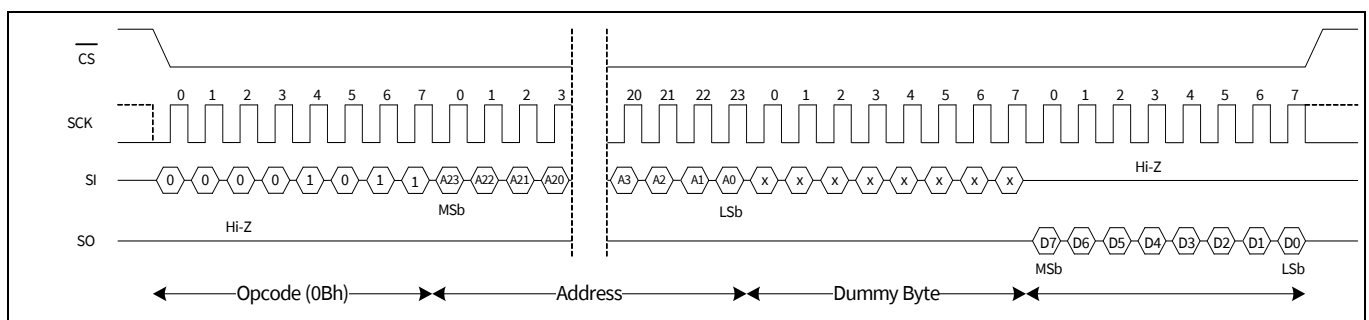 CS
0 1 2 3 4 5 6 7 0 1 2 3 20 21 22 23 0 1 2 3 4 5 6 7 0 1 2 3 4 5 6 7
SCK
Hi-Z
SI 0 0 0 0 1 0 1 1 A23 A22 A21 A20 A3 A2 A1 A0 x x x x x x x x
MSb LSb
Hi-Z
SO D7 D6 D5 D4 D3 D2 D1 D0
MSb LSb
Opcode (0Bh) Address Dummy Byte